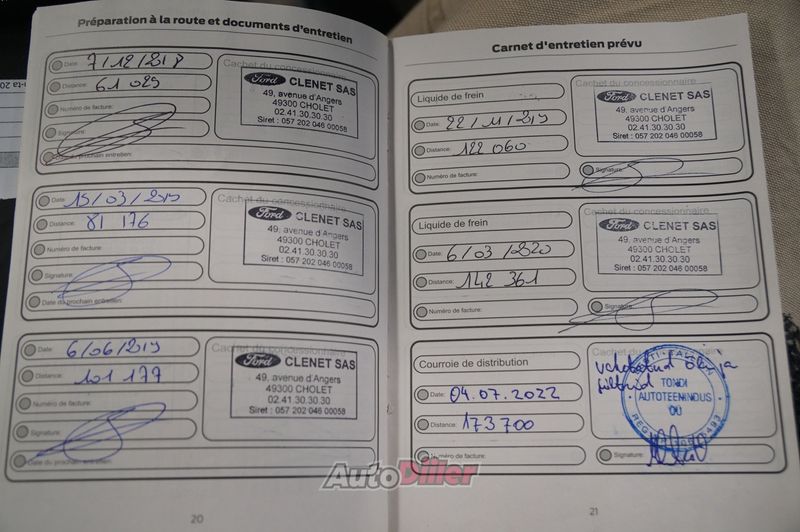 Préparation à la route et documents d'entretien
Date: 7/12/218
Distance: 61 029
Numéro de facture:
Signature:
prochain entretien:
Cachet du concessionnaire
Ford CLENET SAS
49, avenue d'Angers
49300 CHOLET
02.41.30.30.30
Siret : 057 202 046 00058
Date: 15/03/219
Distance: 81 176
Numéro de facture:
Signature:
Date du prochain entretien:
Cachet du concessionnaire
Ford CLENET SAS
49, avenue d'Angers
49300 CHOLET
02.41.30.30.30
Siret : 057 202 046 00058
Date: 6/06/219
Distance: 101 177
Numéro de facture:
Signature:
Date du prochain entretien:
Cachet du concessionnaire
Ford CLENET SAS
49, avenue d'Angers
49300 CHOLET
02.41.30.30.30
Siret : 057 202 046 00058
20
Carnet d'entretien prévu
Liquide de frein
Date: 22/11/219
Distance: 122 060
Numéro de facture:
Cachet du concessionnaire
Ford CLENET SAS
49, avenue d'Angers
49300 CHOLET
02.41.30.30.30
Siret : 057 202 046 00058
Signature:
Liquide de frein
Date: 6/03/2020
Distance: 142 361
Numéro de facture:
Cachet du concessionnaire
Ford CLENET SAS
49, avenue d'Angers
49300 CHOLET
02.41.30.30.30
Siret : 057 202 046 00058
Signature:
Courroie de distribution
Date: 04.07.2022
Distance: 173700
Numéro de facture:
vahetatud õli ja
filtrid
TONDI
AUTOTEENINDUS
OÜ
Signature:
21
AutoDiller